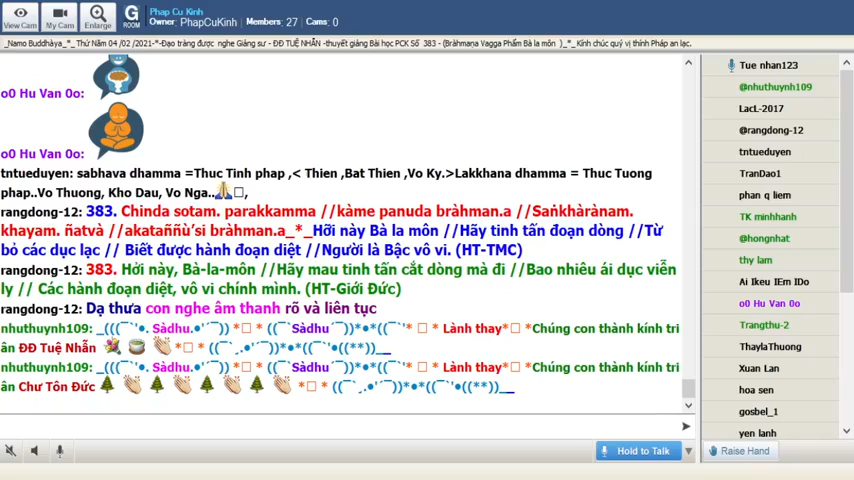 View Cam
My Cam
Enlarge
G
ROOM
Phap Cu Kinh
Owner: PhapCuKinh Members: 27 Cams: 0
_Namo Buddhàya_*_ Thứ Năm 04 /02 /2021-*-Đạo tràng được nghe Giảng sư - ĐĐ TUỆ NHẪN -thuyết giảng Bài học PCK Số 383 - (Bràhmaṇa Vagga Phẩm Bà la môn )_*_ Kính chúc quý vị thính Pháp an lạc.
o0 Hu Van 0o:
o0 Hu Van 0o:
tntueduyen: sabhava dhamma =Thuc Tinh phap ,< Thien ,Bat Thien ,Vo Ky.>Lakkhana dhamma = Thuc Tuong
phap..Vo Thuong, Kho Dau, Vo Nga.. ,
rangdong-12: 383. Chinda sotam. parakkamma //kàme panuda bràhman.a //Saṅkhàrànam.
khayam. ñatvà //akataññù'si bràhman.a_*_Hỡi này Bà la môn //Hãy tinh tấn đoạn dòng //Từ
bỏ các dục lạc // Biết được hành đoạn diệt //Người là Bậc vô vi. (HT-TMC)
rangdong-12: 383. Hởi này, Bà-la-môn //Hãy mau tinh tấn cắt dòng mà đi //Bao nhiêu ái dục viễn
ly // Các hành đoạn diệt, vô vi chính mình. (HT-Giới Đức)
rangdong-12: Dạ thưa con nghe âm thanh rõ và liên tục
nhuthuynh109: _(((¯`'•. Sàdhu.•'´¯)) *□ * ((¯`Sàdhu´¯))*•*((¯`'* □ * Lành thay*□ *Chúng con thành kính tri
ân ĐĐ Tuệ Nhẫn *□ * ((¯`´,.•'´¯))*•*((¯`'•((**))__
nhuthuynh109: _(((¯`'•. Sàdhu.•'´¯)) *□ * ((¯`Sàdhu´¯))*•*((¯`'* □ * Lành thay*□ *Chúng con thành kính tri
ân Chư Tôn Đức *□ * ((¯`´,.•'´¯))*•*((¯`'•((**))__
Hold to Talk
Raise Hand
Tue nhan123
@nhuthuynh109
LacL-2017
@rangdong-12
tntueduyen
TranDao1
phan q liem
TK minhhanh
@hongnhat
thy lam
Ai Ikeu IEm IDo
o0 Hu Van 0o
Trangthu-2
ThaylaThuong
Xuan Lan
hoa sen
gosbel_1
yen lanh